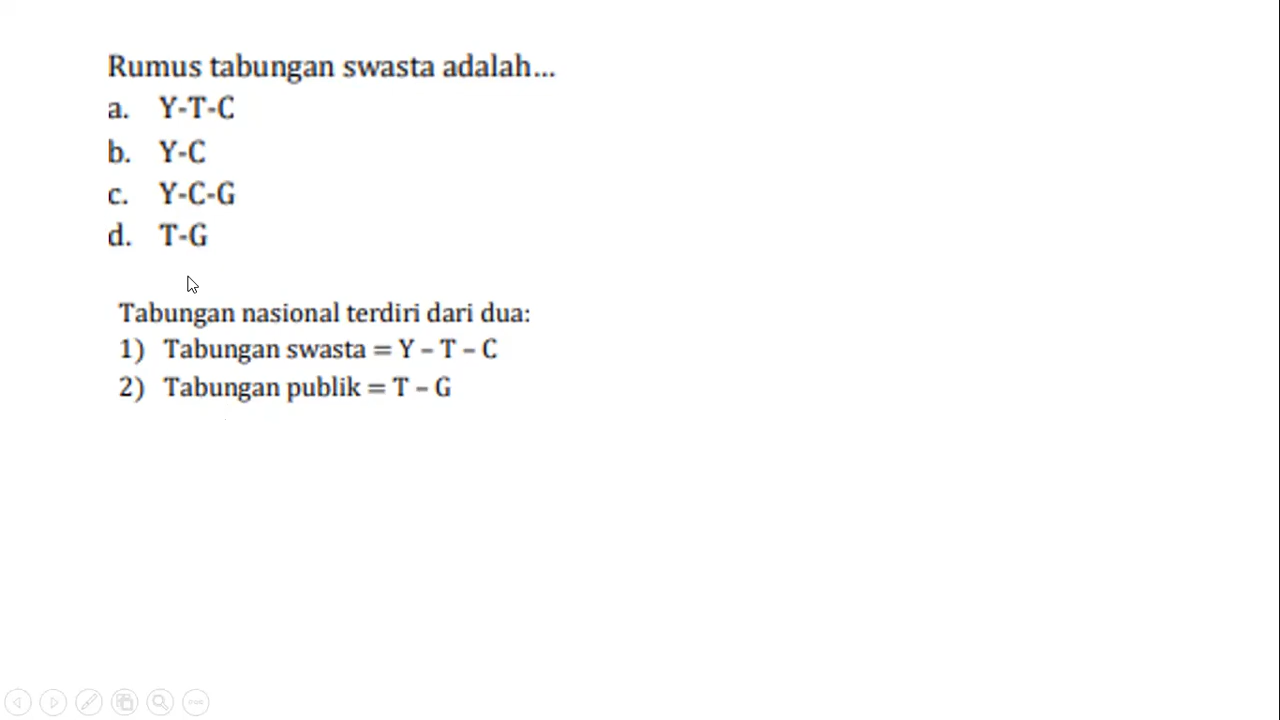 Rumus tabungan swasta adalah...
a. Y-T-C
b. Y-C
c. Y-C-G
d. T-G
Tabungan nasional terdiri dari dua:
1) Tabungan swasta = Y – T – C
2) Tabungan publik = T – G